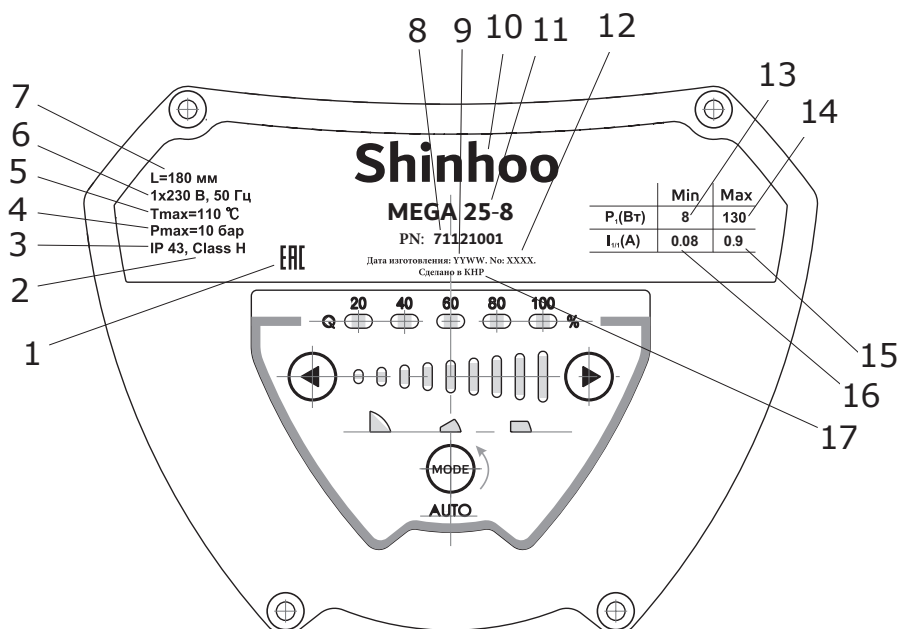 8 9 10 11 12
7
13
6
14
5
4
3
2
1
Shinhoo
MEGA 25-8
PN: 71121001
Дата изготовления: YYWW. No: XXXX.
Сделано в КНР
L=180 мм
1x230 В, 50 Гц
Tmax=110 ℃
Pmax=10 бар
IP 43, Class H
EAC
Min Max
P₁(Вт) 8 130
I₁/₁(A) 0.08 0.9
15
16
17
20 40 60 80 100
Q %
MODE
AUTO